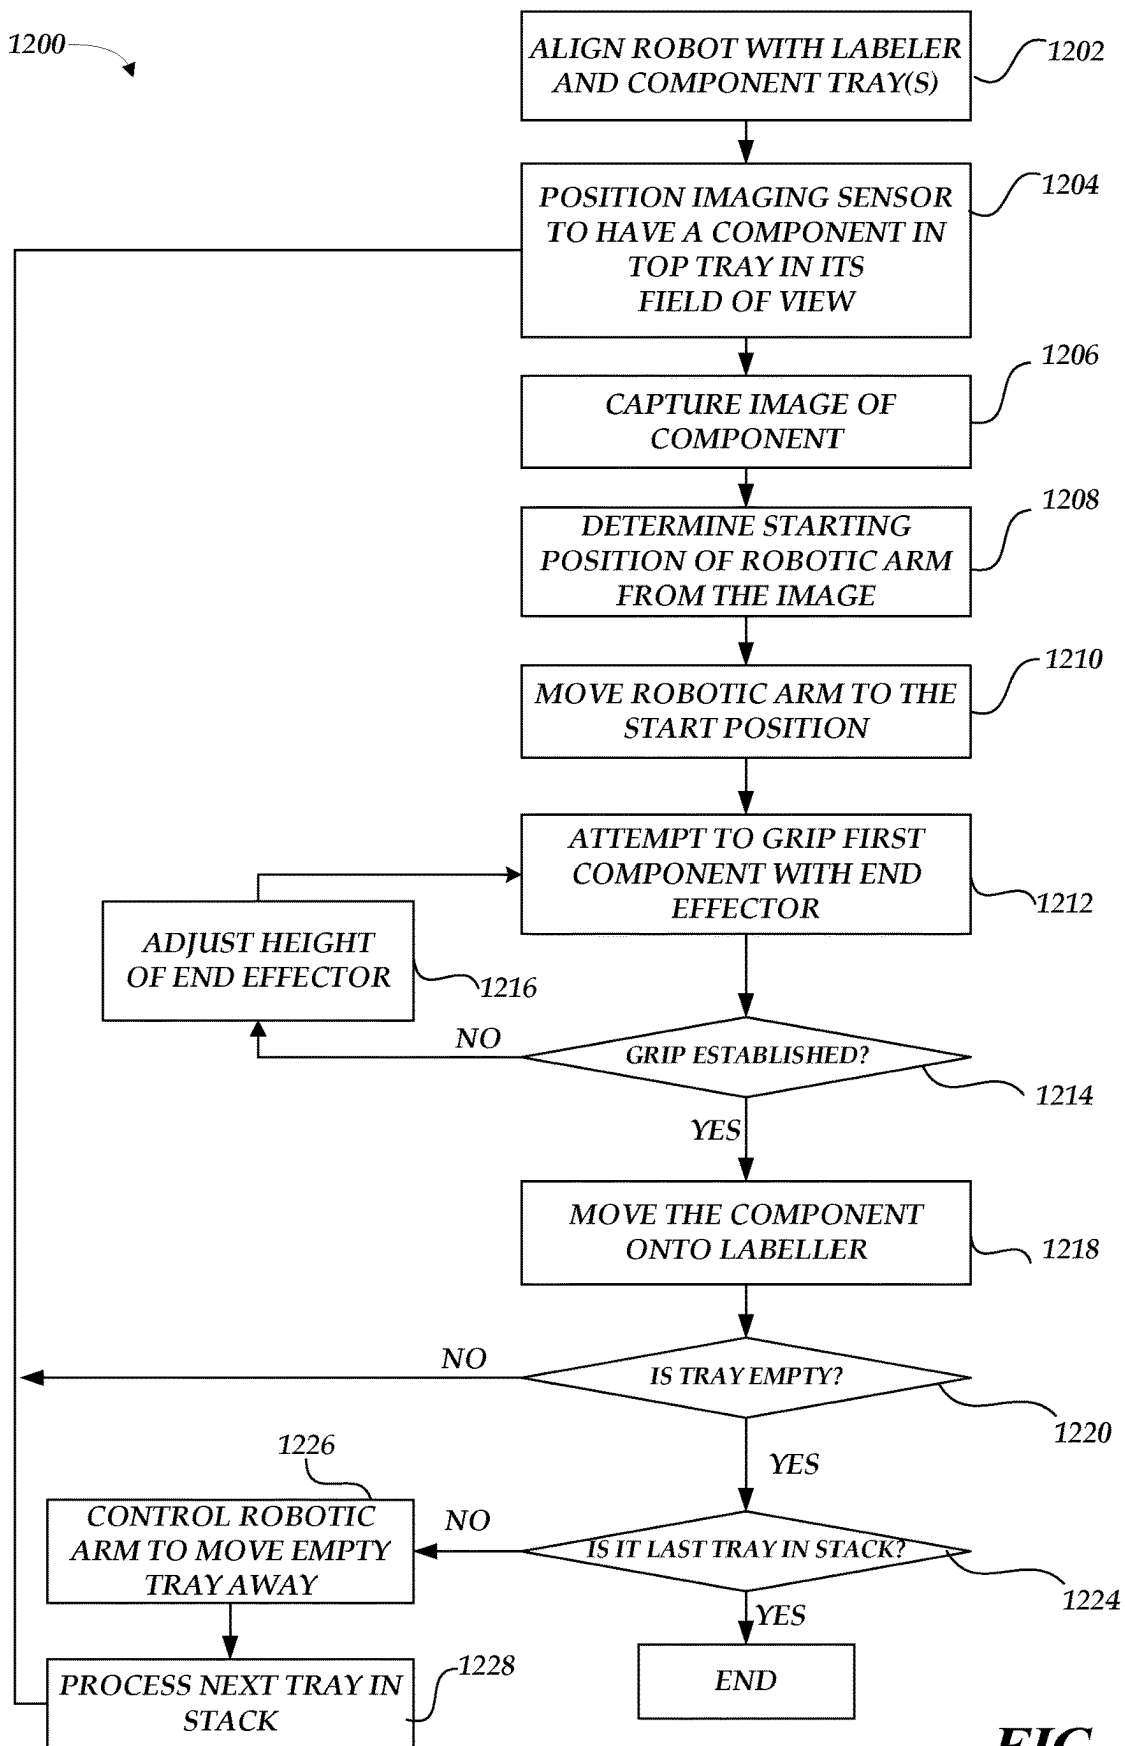 1200
ALIGN ROBOT WITH LABELER
AND COMPONENT TRAY(S)
1202
POSITION IMAGING SENSOR
TO HAVE A COMPONENT IN
TOP TRAY IN ITS
FIELD OF VIEW
1204
CAPTURE IMAGE OF
COMPONENT
1206
DETERMINE STARTING
POSITION OF ROBOTIC ARM
FROM THE IMAGE
1208
MOVE ROBOTIC ARM TO THE
START POSITION
1210
ATTEMPT TO GRIP FIRST
COMPONENT WITH END
EFFECTOR
1212
ADJUST HEIGHT
OF END EFFECTOR
1216
NO
GRIP ESTABLISHED?
1214
YES
MOVE THE COMPONENT
ONTO LABELLER
1218
NO
IS TRAY EMPTY?
1220
YES
1226
CONTROL ROBOTIC
ARM TO MOVE EMPTY
TRAY AWAY
NO
IS IT LAST TRAY IN STACK?
1224
YES
PROCESS NEXT TRAY IN
STACK
1228
END
FIG